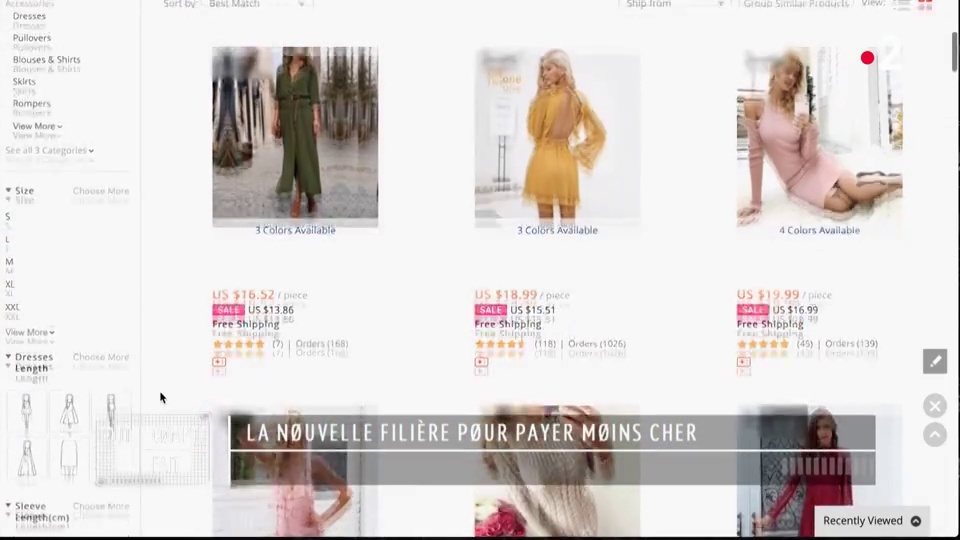 Accessories
Dresses
Pullovers
Blouses & Shirts
Skirts
Rompers
View More
See all 3 Categories
Size
Choose More
S
L
M
XL
XXL
View More
Dresses Length
Choose More
Sleeve Length(cm)
Choose More
Sort by: Best Match
Ship from
Group Similar Products
View:
2
3 Colors Available
3 Colors Available
4 Colors Available
US $16.52 / piece
SALE US $13.86
Free Shipping
(7) | Orders (168)
US $18.99 / piece
SALE US $15.51
Free Shipping
(118) | Orders (1026)
US $19.99 / piece
SALE US $16.99
Free Shipping
(45) | Orders (139)
LA NØUVELLE FILIÈRE PØUR PAYER MØINS CHER
Recently Viewed